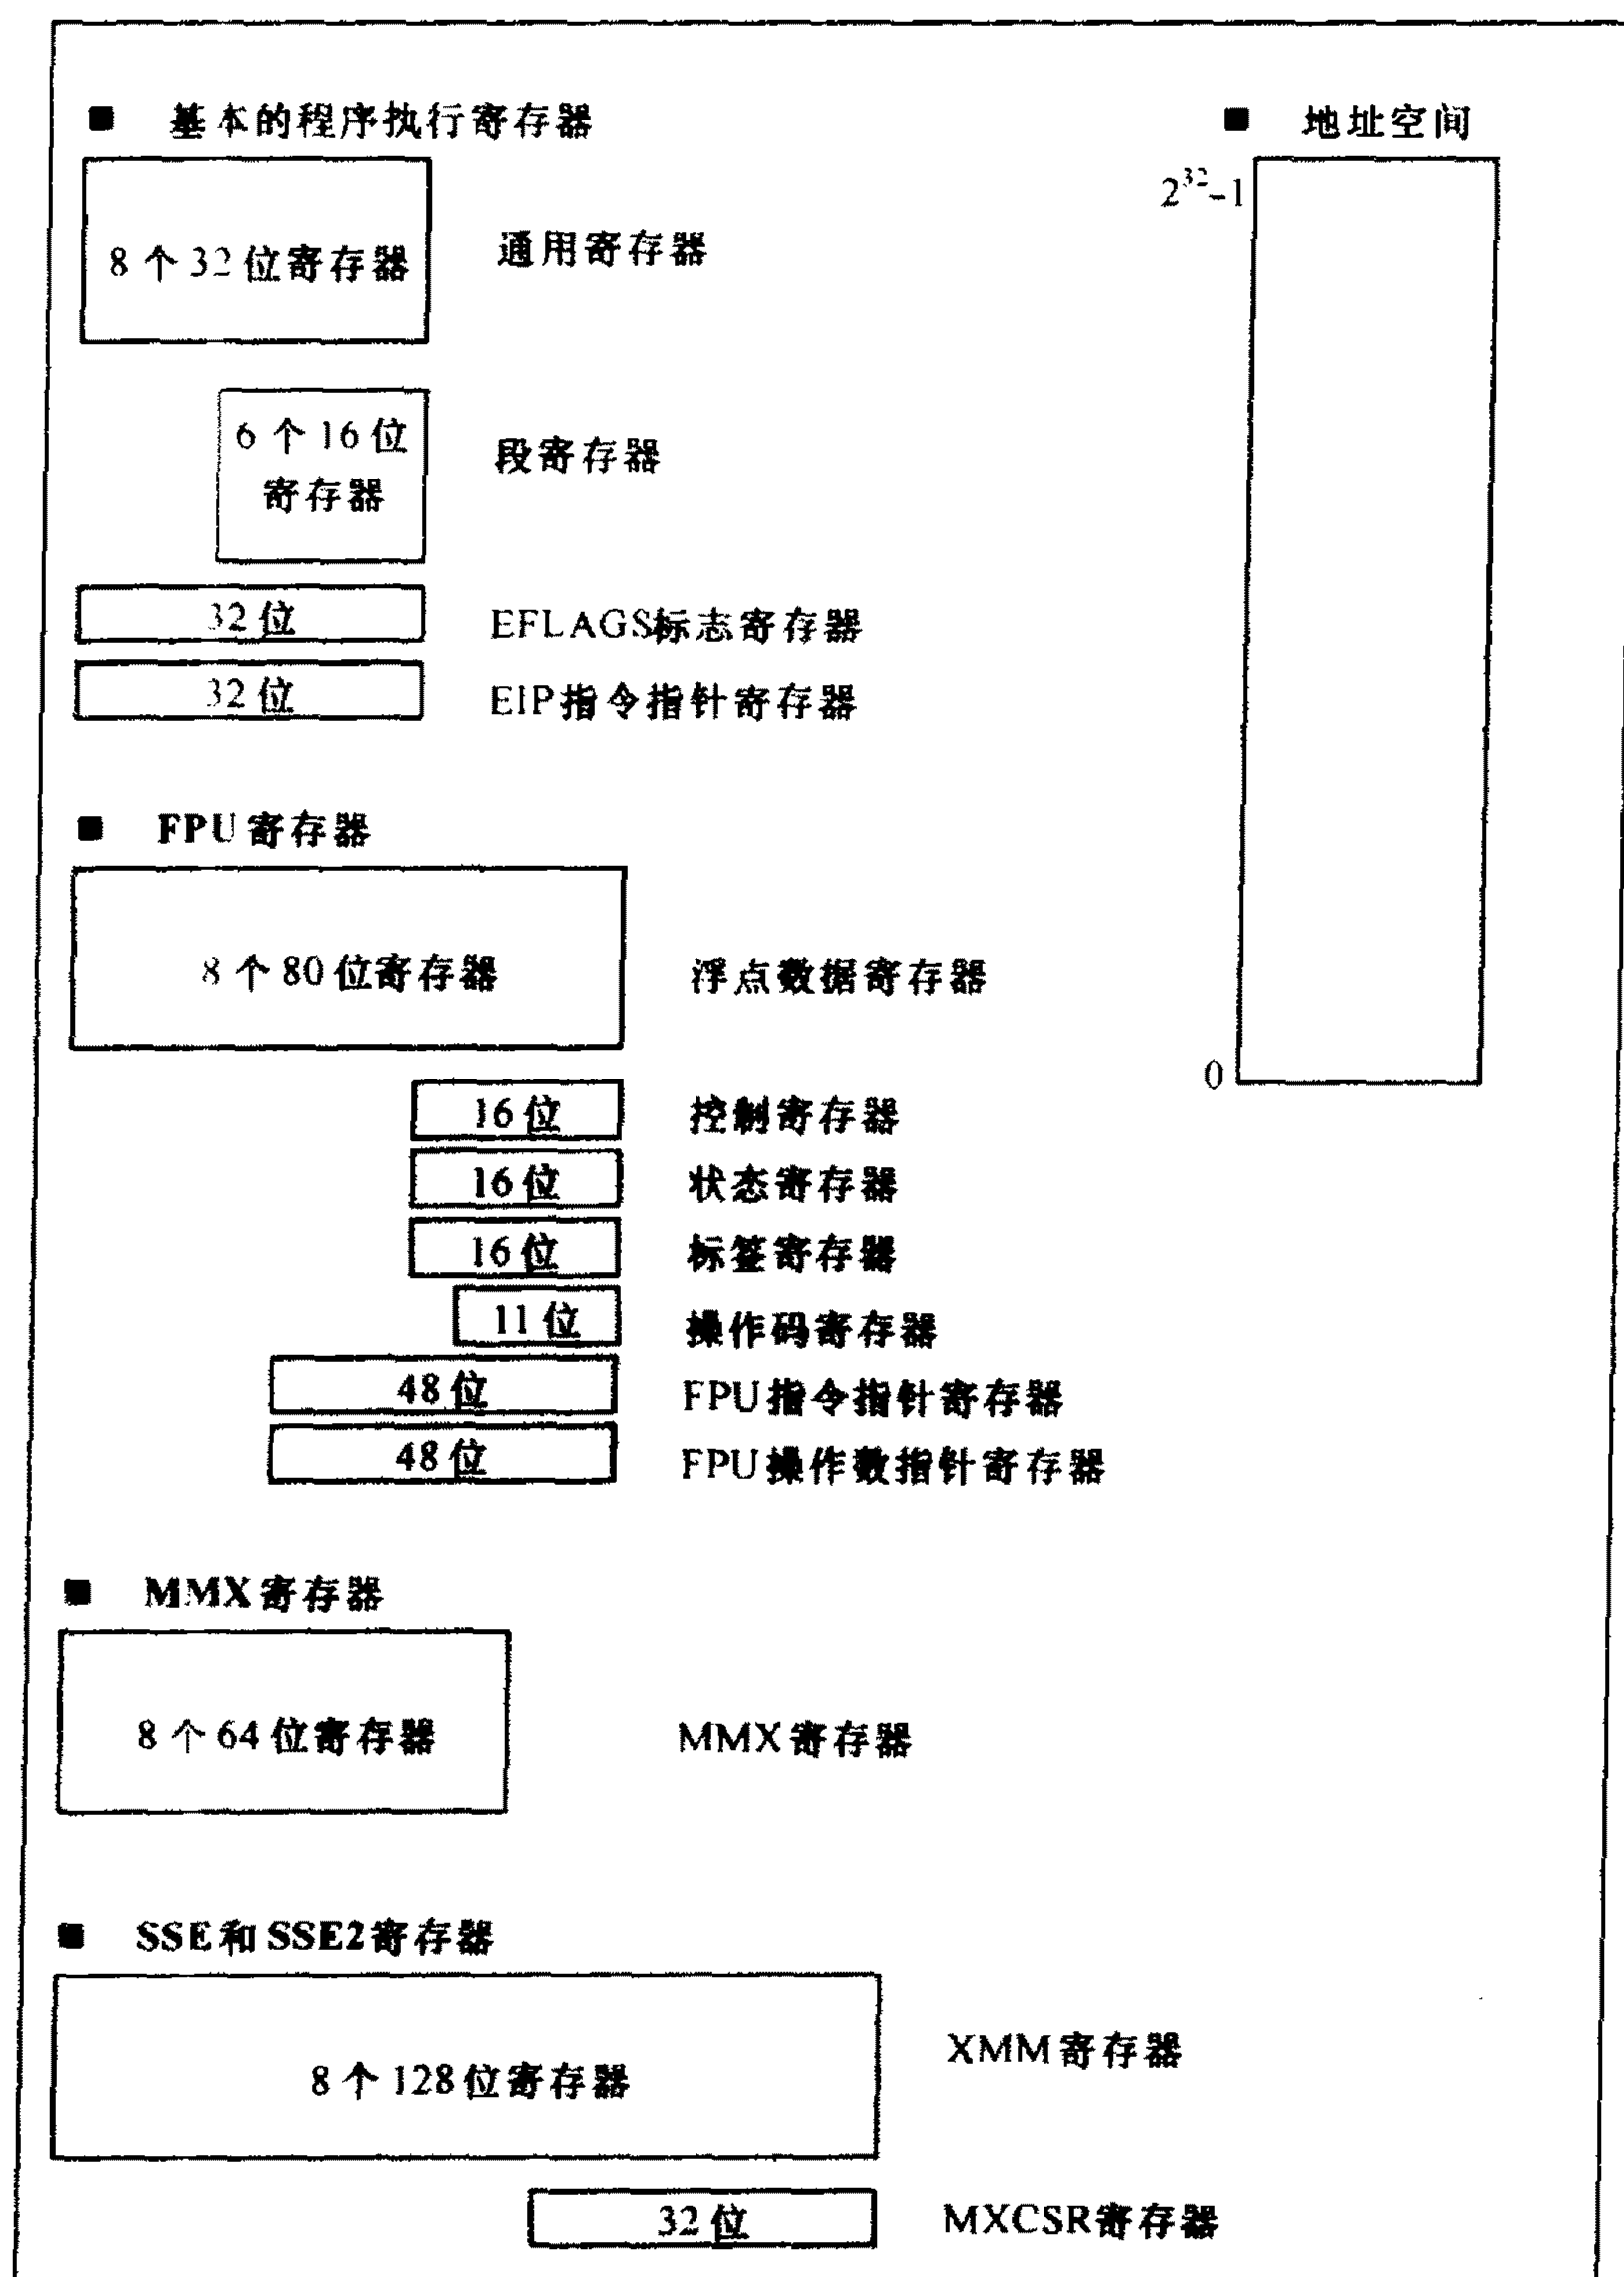 ■ 基本的程序执行寄存器
■ 地址空间
2³²-1
8 个 32 位寄存器
通用寄存器
6 个 16 位
寄存器
段寄存器
32 位
EFLAGS标志寄存器
32 位
EIP指令指针寄存器
■ FPU 寄存器
8 个 80 位寄存器
浮点数据寄存器
0
16 位
控制寄存器
16 位
状态寄存器
16 位
标签寄存器
11 位
操作码寄存器
48 位
FPU 指令指针寄存器
48 位
FPU 操作数指针寄存器
■ MMX 寄存器
8 个 64 位寄存器
MMX 寄存器
■ SSE 和 SSE2 寄存器
XMM 寄存器
8 个 128 位寄存器
32 位
MXCSR寄存器